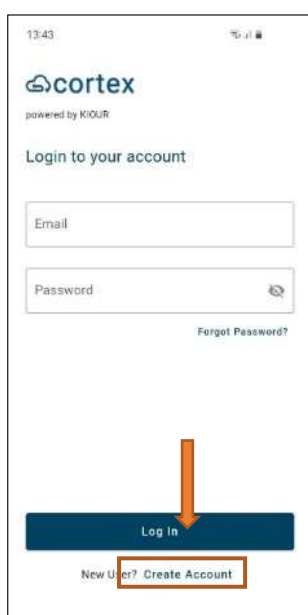 13:43
cortex
powered by KIOUR
Login to your account
Email
Password
Forgot Password?
Log In
New User? Create Account